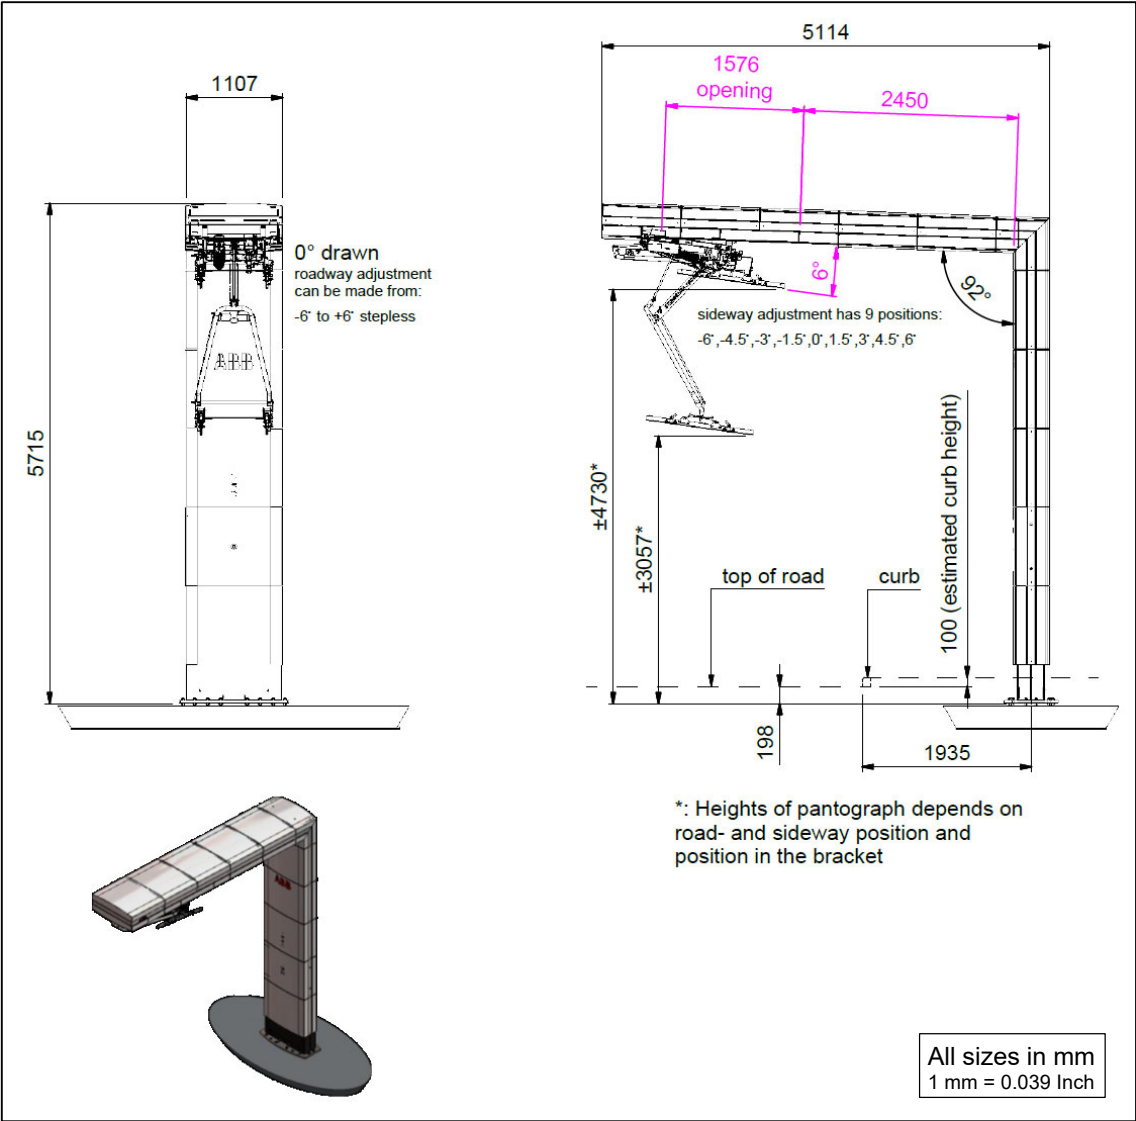 5114
1576
opening
2450
1107
0° drawn
roadway adjustment
can be made from:
-6° to +6° stepless
6°
92°
sideway adjustment has 9 positions:
-6°,-4.5°,-3°,-1.5°,0°,1.5°,3°,4.5°,6°
ABB
5715
±4730*
±3057*
100 (estimated curb height)
top of road
curb
198
1935
*: Heights of pantograph depends on
road- and sideway position and
position in the bracket
ABB
All sizes in mm
1 mm = 0.039 Inch